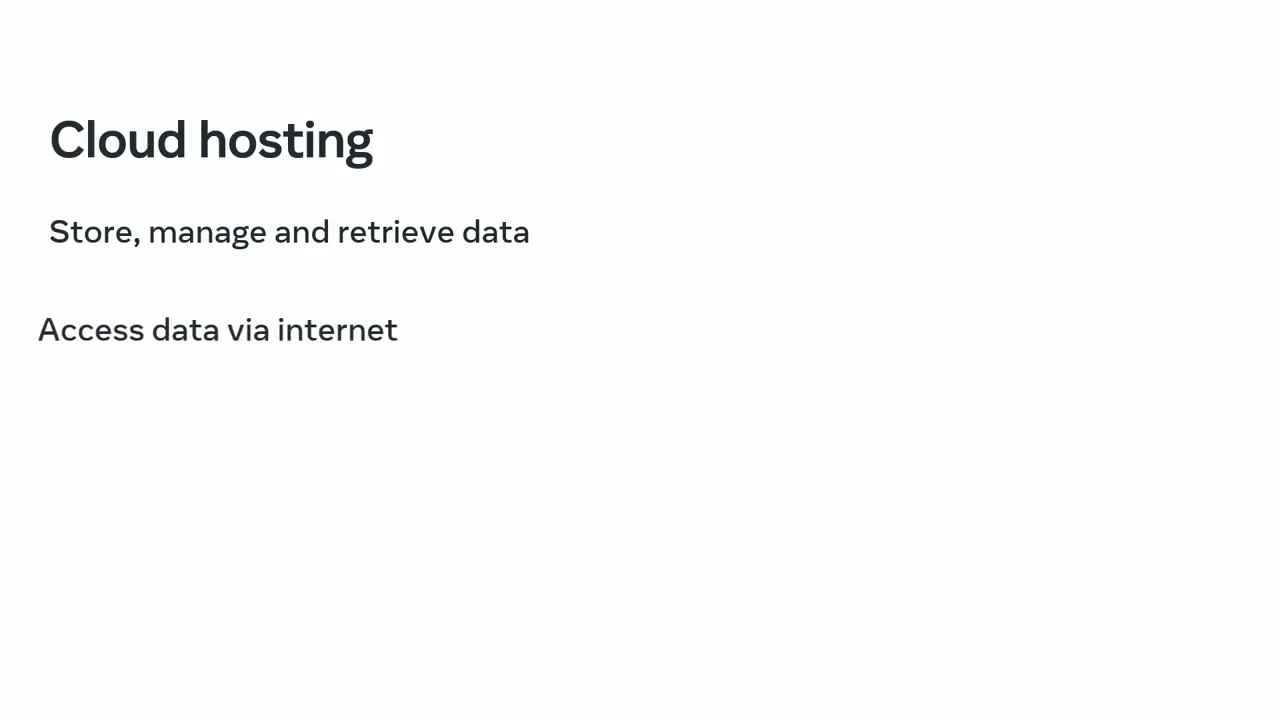 Cloud hosting
Store, manage and retrieve data
Access data via internet